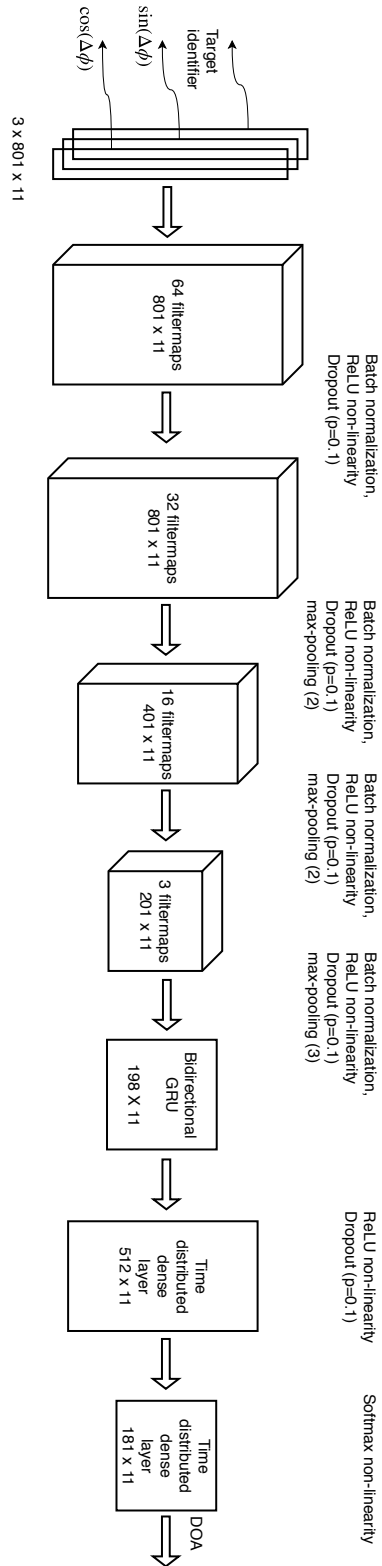 Target
identifier
sin(Δϕ)
cos(Δϕ)
3 x 801 x 11
64 filtermaps
801 x 11
Batch normalization,
ReLU non-linearity
Dropout (p=0.1)
32 filtermaps
801 x 11
Batch normalization,
ReLU non-linearity
Dropout (p=0.1)
max-pooling (2)
16 filtermaps
401 x 11
Batch normalization,
ReLU non-linearity
Dropout (p=0.1)
max-pooling (2)
3 filtermaps
201 x 11
Batch normalization,
ReLU non-linearity
Dropout (p=0.1)
max-pooling (3)
Bidirectional
GRU
198 X 11
Time
distributed
dense
layer
512 x 11
ReLU non-linearity
Dropout (p=0.1)
Time
distributed
dense
layer
181 x 11
Softmax non-linearity
DOA